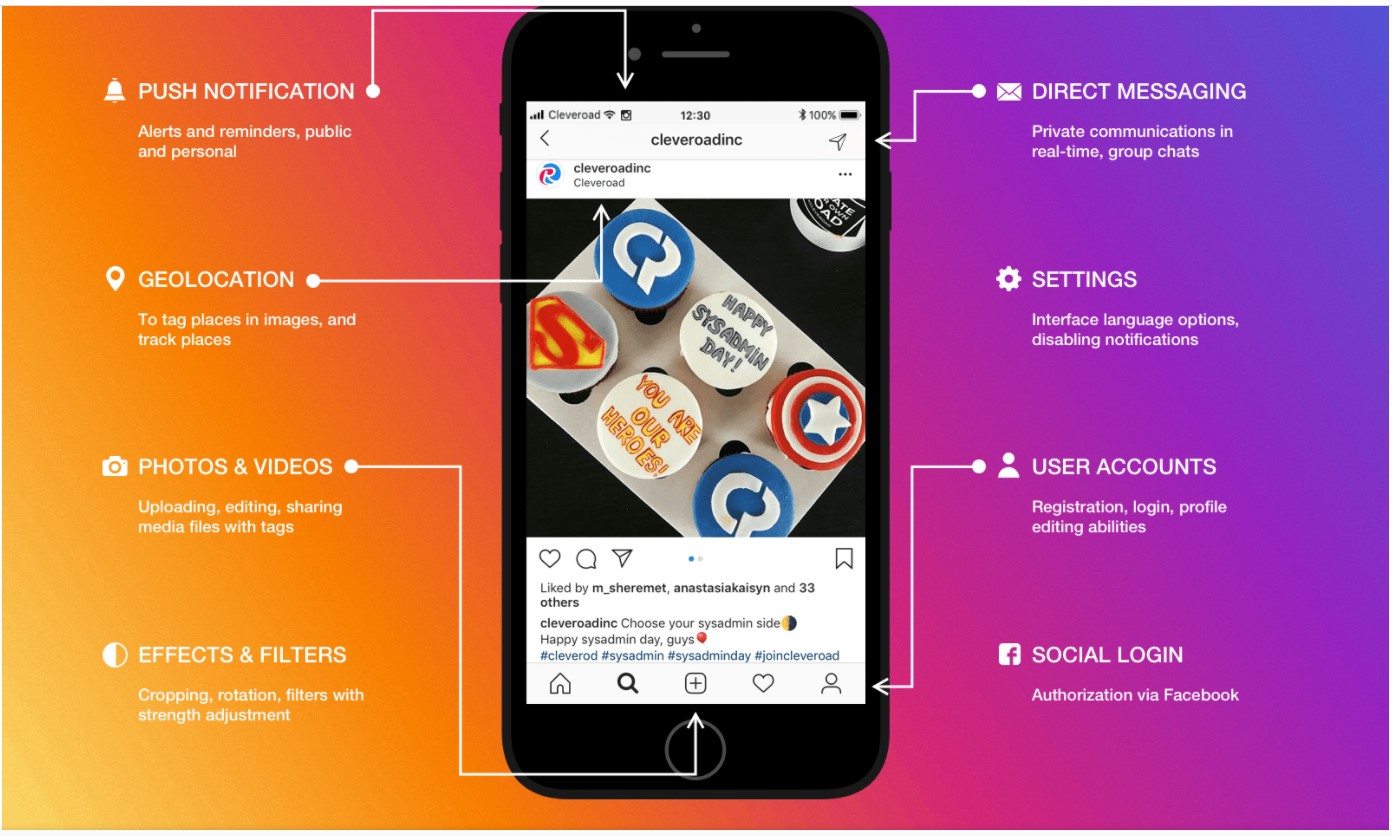 PUSH NOTIFICATION
Alerts and reminders, public
and personal
GEOLOCATION
To tag places in images, and
track places
PHOTOS & VIDEOS
Uploading, editing, sharing
media files with tags
EFFECTS & FILTERS
Cropping, rotation, filters with
strength adjustment
Cleveroad
12:30
100%
cleveroadinc
cleveroadinc
Cleveroad
HAPPY
SYSADMIN
DAY!
YOU ARE
OUR
HEROES!
Liked by m_sheremet, anastasiakaisyn and 33
others
cleveroadinc Choose your sysadmin side🌗
Happy sysadmin day, guys🎈
#cleverod #sysadmin #sysadminday #joincleveroad
DIRECT MESSAGING
Private communications in
real-time, group chats
SETTINGS
Interface language options,
disabling notifications
USER ACCOUNTS
Registration, login, profile
editing abilities
SOCIAL LOGIN
Authorization via Facebook